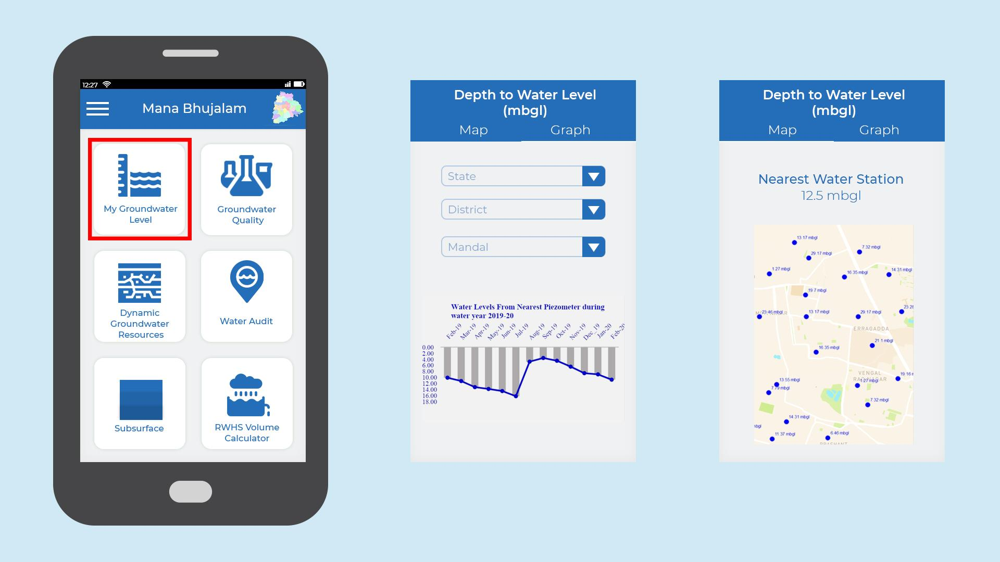 12:27
Mana Bhujalam
My Groundwater
Level
Groundwater
Quality
Dynamic
Groundwater
Resources
Water Audit
Subsurface
RWHS Volume
Calculator
Depth to Water Level
(mbgl)
Map
Graph
State
District
Mandal
Water Levels From Nearest Piezometer during
water year 2019-20
Feb-19
Mar-19
Apr-19
May-19
Jun-19
Jul-19
Aug-19
Sep-19
Oct-19
Nov-19
Dec_19
Jan-20
Feb-20
0.00
2.00
4.00
6.00
8.00
10.00
12.00
14.00
16.00
18.00
Depth to Water Level
(mbgl)
Map
Graph
Nearest Water Station
12.5 mbgl
13 17 mbgl
7 32 mbgl
29 17 mbgl
1 27 mbgl
16 35 mbgl
14 31 mbgl
19 7 mbgl
23 46 mbgl
13.17 mbgl
29.17 mbgl
23 28
ERRAGADDA
21 1 mbgl
16 35 mbgl
VENGAL
19 16
1 27 mbgl
13 55 mbgl
7.79 mbgl
7 32 mbgl
14 31 mbgl
mbgl
11 37 mbgl
6.46 mbgl
PRASHANT